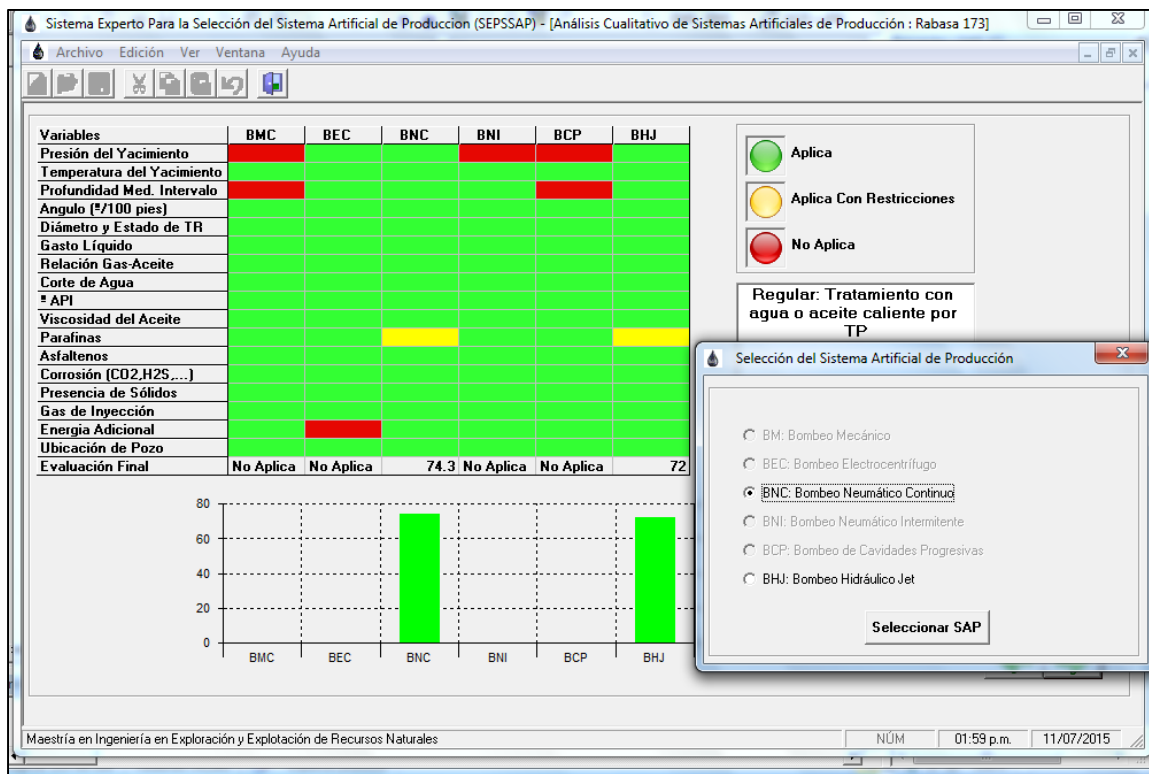 Sistema Experto Para la Selección del Sistema Artificial de Produccion (SEPSSAP) - [Análisis Cualitativo de Sistemas Artificiales de Producción : Rabasa 173]
Archivo Edición Ver Ventana Ayuda
Variables BMC BEC BNC BNI BCP BHJ
Presión del Yacimiento
Temperatura del Yacimiento
Profundidad Med. Intervalo
Angulo (º/100 pies)
Diámetro y Estado de TR
Gasto Líquido
Relación Gas-Aceite
Corte de Agua
º API
Viscosidad del Aceite
Parafinas
Asfaltenos
Corrosión (CO2,H2S,...)
Presencia de Sólidos
Gas de Inyección
Energia Adicional
Ubicación de Pozo
Evaluación Final No Aplica No Aplica 74.3 No Aplica No Aplica 72
Aplica
Aplica Con Restricciones
No Aplica
Regular: Tratamiento con
agua o aceite caliente por
TP
Selección del Sistema Artificial de Producción
BM: Bombeo Mecánico
BEC: Bombeo Electrocentrífugo
BNC: Bombeo Neumático Continuo
BNI: Bombeo Neumático Intermitente
BCP: Bombeo de Cavidades Progresivas
BHJ: Bombeo Hidráulico Jet
Seleccionar SAP
80
60
40
20
0
BMC BEC BNC BNI BCP BHJ
Maestría en Ingeniería en Exploración y Explotación de Recursos Naturales NÚM 01:59 p.m. 11/07/2015